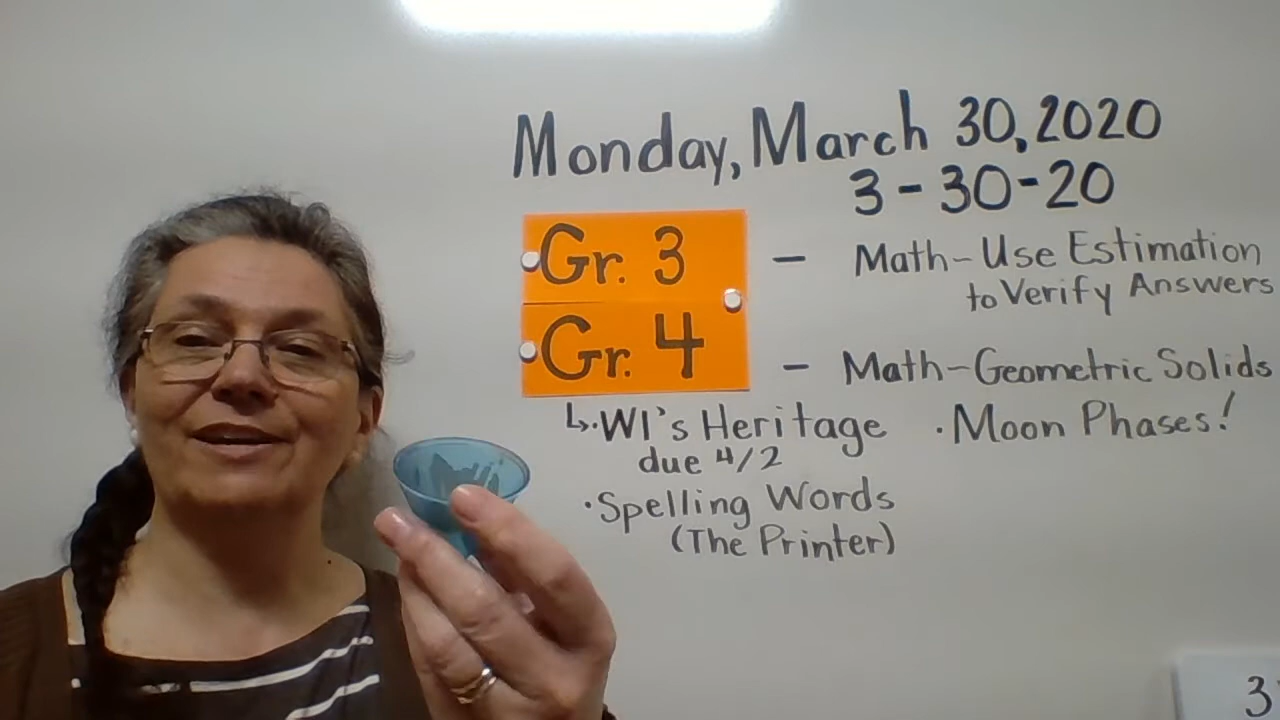 Monday, March 30, 2020
3-30-20
Gr. 3 - Math-Use Estimation
to Verify Answers
Gr. 4 - Math-Geometric Solids
↳·WI's Heritage ·Moon Phases!
due 4/2
·Spelling Words
(The Printer)
3